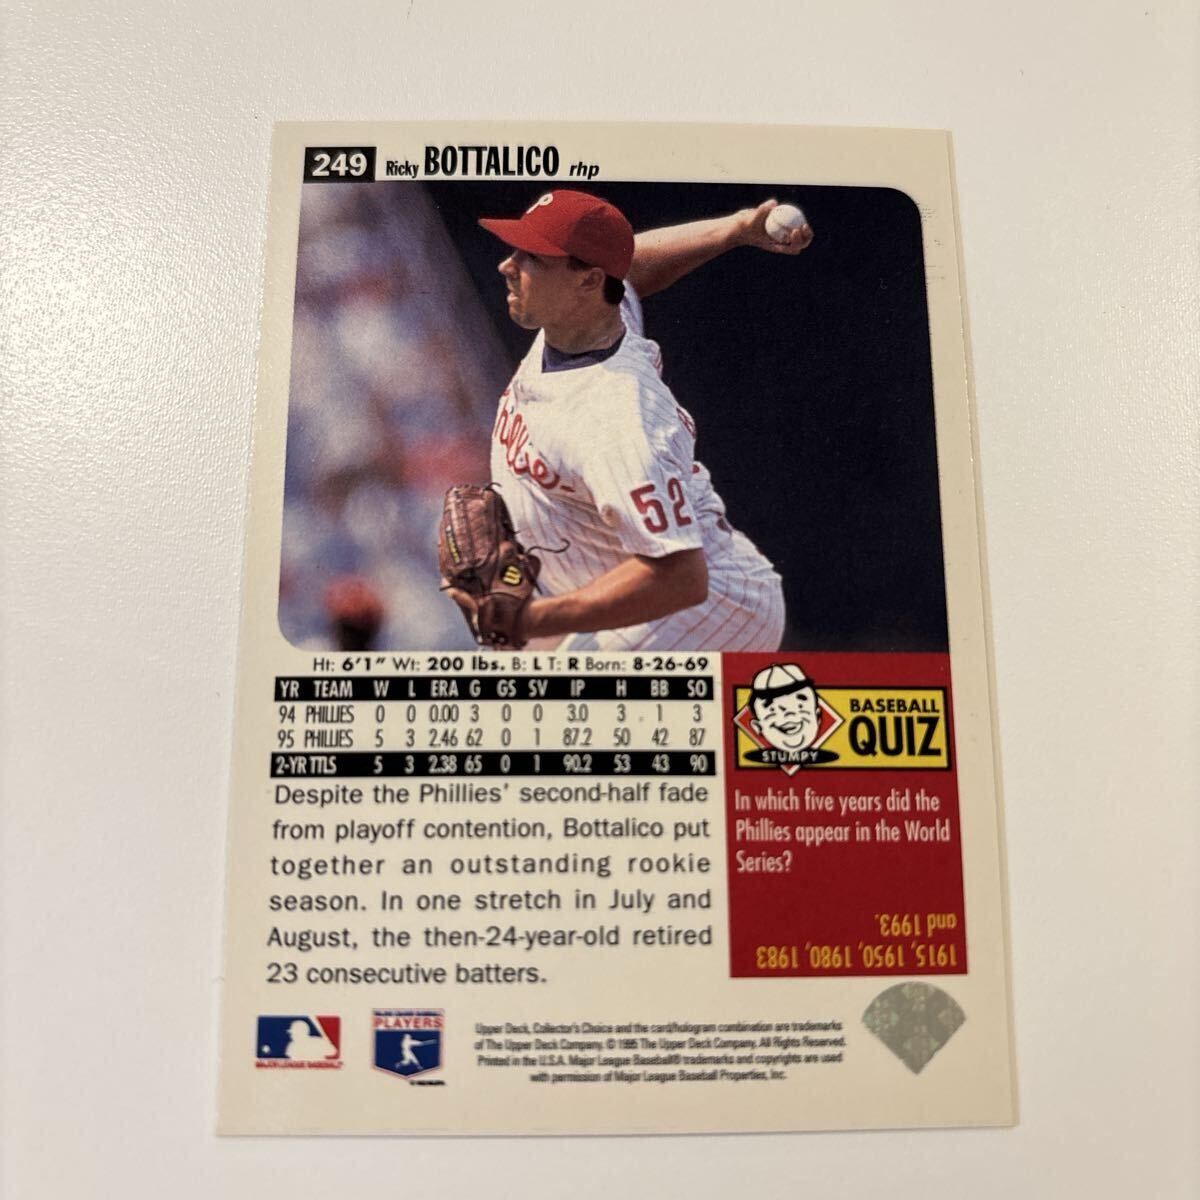 249 Ricky BOTTALICO rhp
P
Phillies
52
W
Ht: 6'1" Wt: 200 lbs. B: L T: R Born: 8-26-69
YR TEAM W L ERA G GS SV IP H BB SO
94 PHILLIES 0 0 0.00 3 0 0 3.0 3 1 3
95 PHILLIES 5 3 2.46 62 0 1 87.2 50 42 87
2-YR TTLS 5 3 2.38 65 0 1 90.2 53 43 90
Despite the Phillies' second-half fade
from playoff contention, Bottalico put
together an outstanding rookie
season. In one stretch in July and
August, the then-24-year-old retired
23 consecutive batters.
BASEBALL
QUIZ
STUMPY
In which five years did the
Phillies appear in the World
Series?
1915, 1950, 1980, 1983
and 1993.
MAJOR LEAGUE BASEBALL
PLAYERS
Upper Deck, Collector's Choice and the card/hologram combination are trademarks
of The Upper Deck Company. © 1995 The Upper Deck Company. All Rights Reserved.
Printed in the U.S.A. Major League Baseball® trademarks and copyrights are used
with permission of Major League Baseball Properties, Inc.